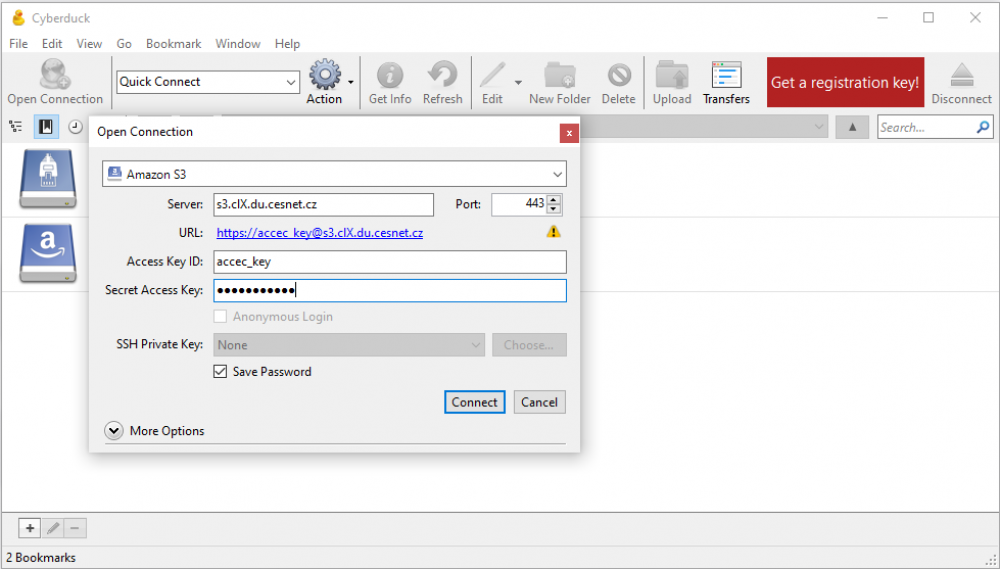 Cyberduck
File Edit View Go Bookmark Window Help
Open Connection Quick Connect Action Get Info Refresh Edit New Folder Delete Upload Transfers Get a registration key! Disconnect
Search...
Open Connection x
Amazon S3
Server: s3.clX.du.cesnet.cz Port: 443
URL: https://accec_key@s3.clX.du.cesnet.cz
Access Key ID: accec_key
Secret Access Key: •••••••••••
Anonymous Login
SSH Private Key: None Choose...
Save Password
Connect Cancel
More Options
2 Bookmarks